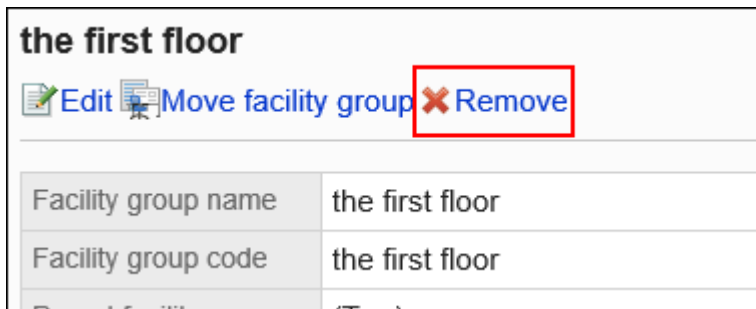 the first floor
Edit Move facility group Remove
Facility group name the first floor
Facility group code the first floor